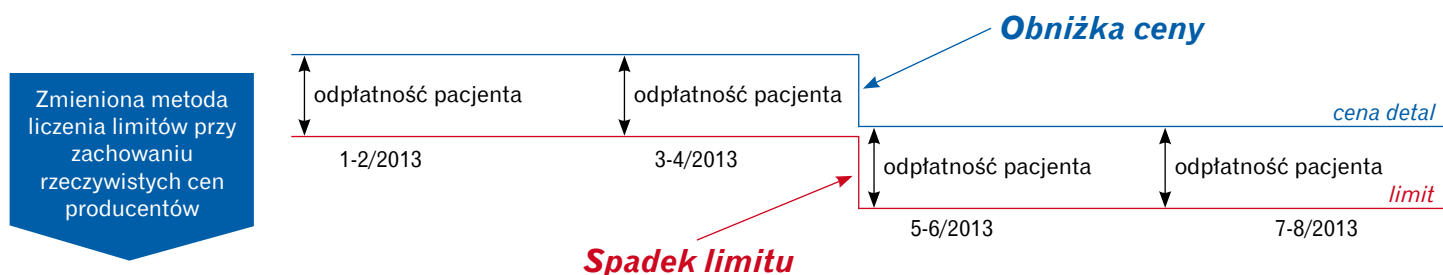 Zmieniona metoda
liczenia limitów przy
zachowaniu
rzeczywistych cen
producentów
Obniżka ceny
odpłatność pacjenta
odpłatność pacjenta
cena detal
1-2/2013
3-4/2013
odpłatność pacjenta
odpłatność pacjenta
limit
5-6/2013
7-8/2013
Spadek limitu